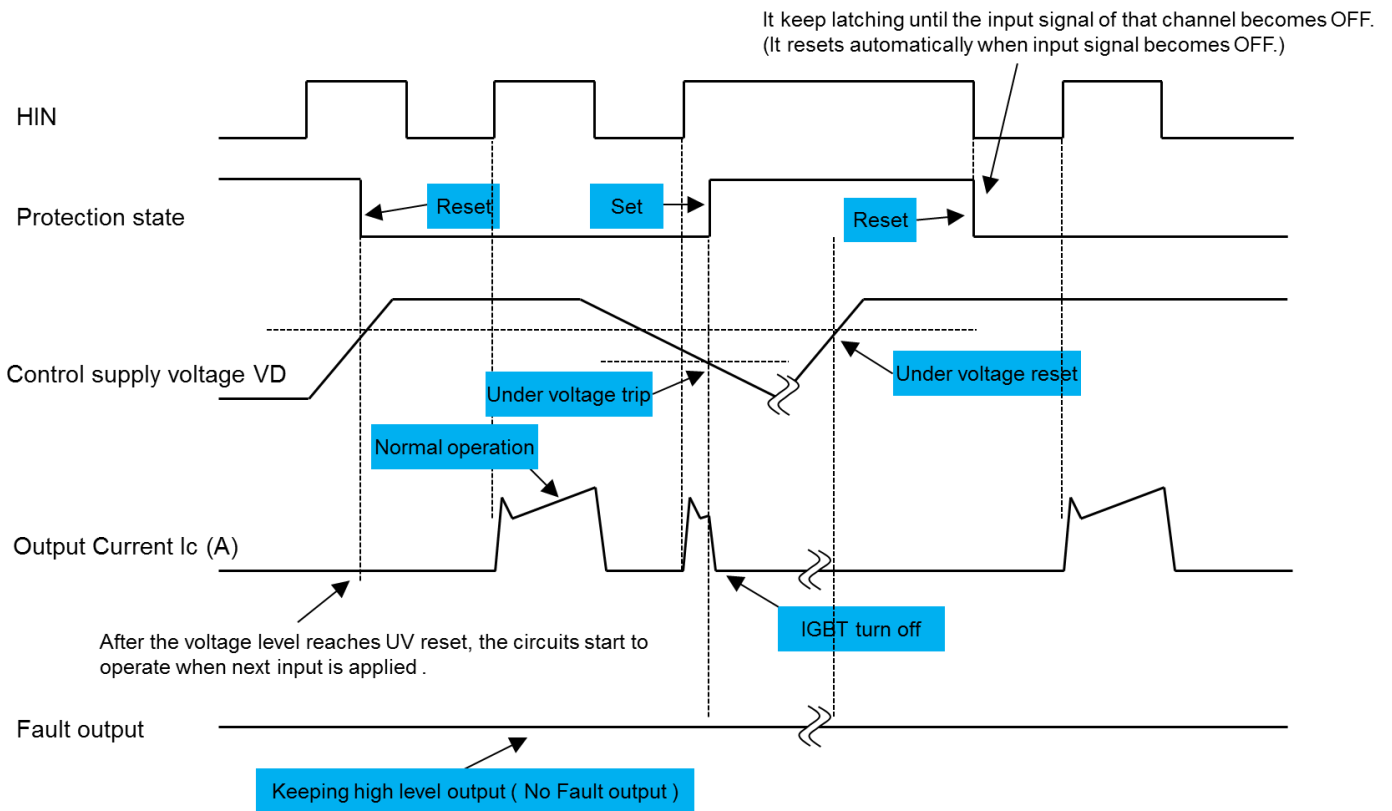 It keep latching until the input signal of that channel becomes OFF.
(It resets automatically when input signal becomes OFF.)
HIN
Protection state
Reset
Set
Reset
Control supply voltage VD
Under voltage trip
Under voltage reset
Normal operation
Output Current Ic (A)
IGBT turn off
After the voltage level reaches UV reset, the circuits start to
operate when next input is applied .
Fault output
Keeping high level output ( No Fault output )